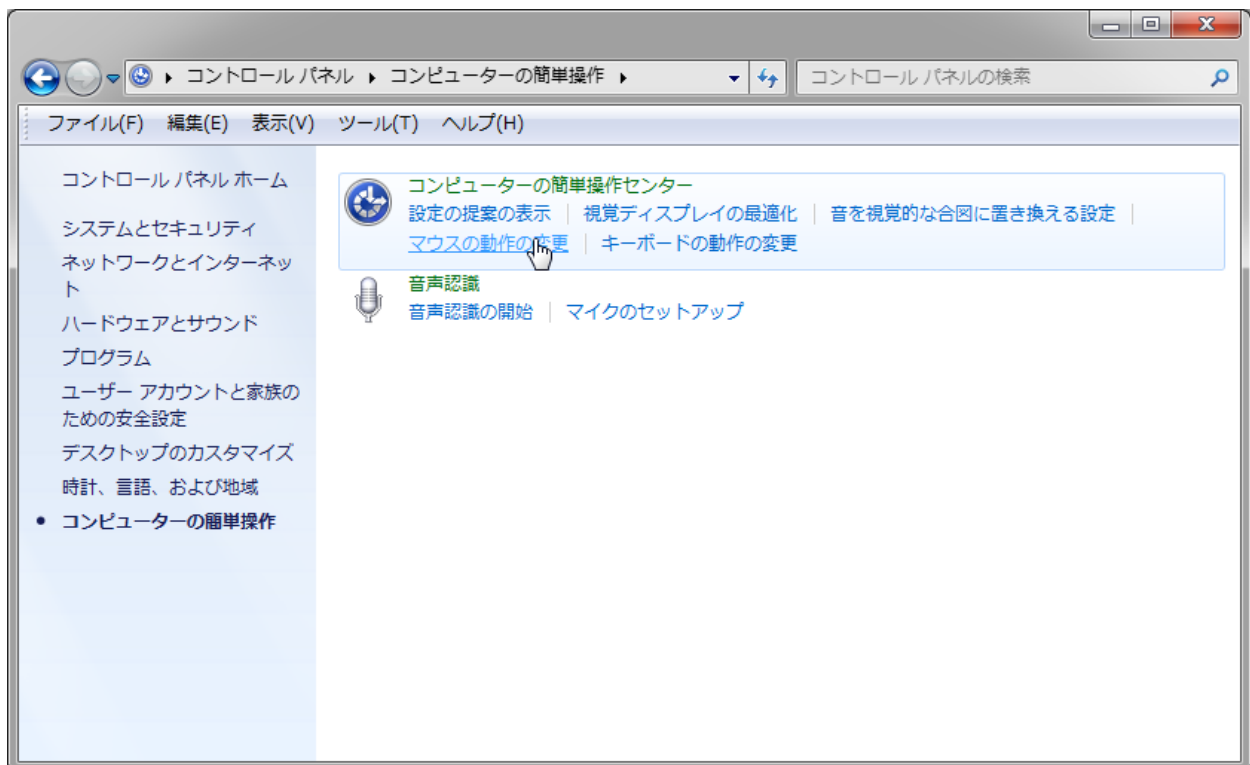 コントロール パネル コンピューターの簡単操作
コントロール パネルの検索
ファイル(F) 編集(E) 表示(V) ツール(T) ヘルプ(H)
コントロール パネル ホーム
システムとセキュリティ
ネットワークとインターネッ
ト
ハードウェアとサウンド
プログラム
ユーザー アカウントと家族の
ための安全設定
デスクトップのカスタマイズ
時計、言語、および地域
コンピューターの簡単操作
コンピューターの簡単操作センター
設定の提案の表示 視覚ディスプレイの最適化 音を視覚的な合図に置き換える設定
マウスの動作の変更 キーボードの動作の変更
音声認識
音声認識の開始 マイクのセットアップ